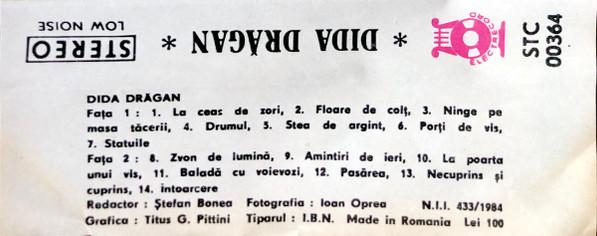 STEREO
LOW NOISE
* DIDA DRĂGAN *
ELECTRECORD
STC
00364
DIDA DRĂGAN
Fața 1 : 1. La ceas de zori, 2. Floare de colț, 3. Ninge pe
masa tăcerii, 4. Drumul, 5. Stea de argint, 6. Porți de vis,
7. Statuile
Fața 2 : 8. Zvon de lumină, 9. Amintiri de ieri, 10. La poarta
unui vis, 11. Baladă cu voievozi, 12. Pasărea, 13. Necuprins și
cuprins, 14. Intoarcere
Redactor : Ștefan Bonea Fotografia : Ioan Oprea N.I.I. 433/1984
Grafica : Titus G. Pittini Tiparul : I.B.N. Made in Romania Lei 100